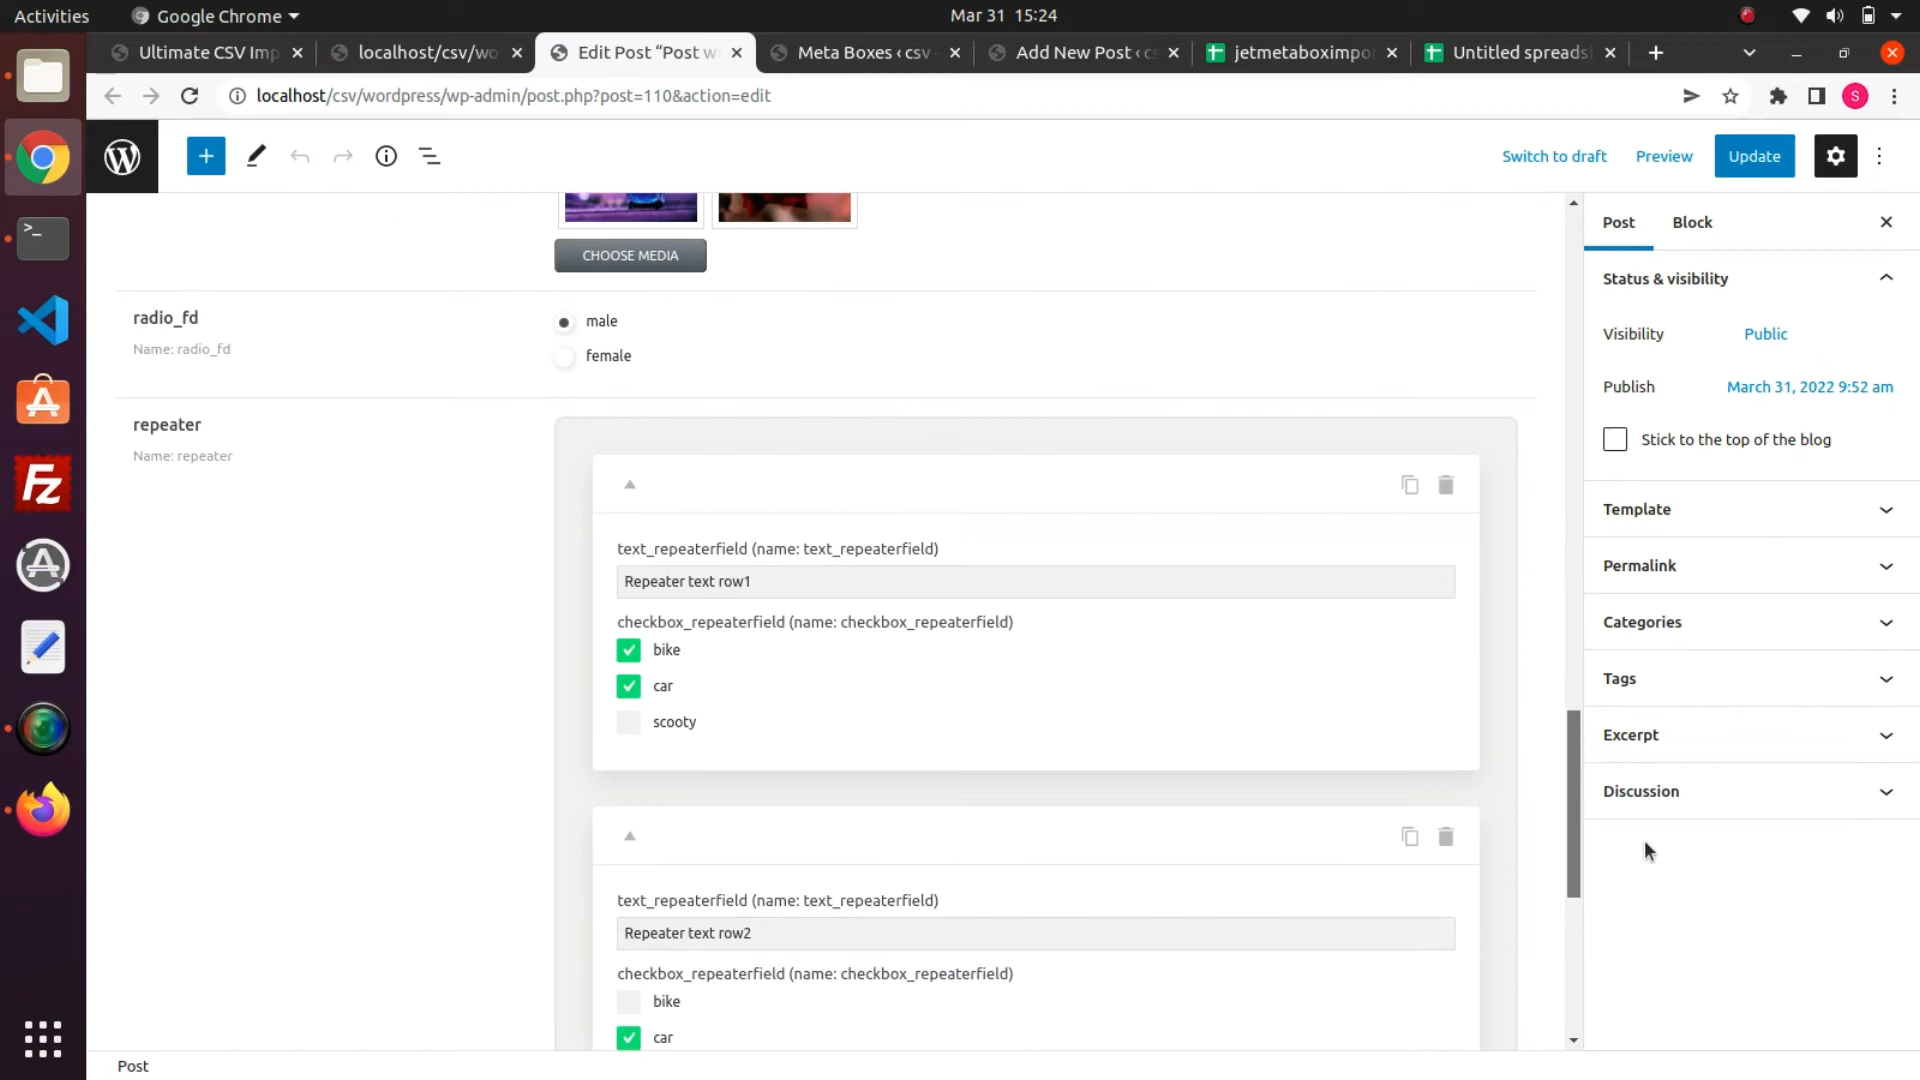 Activities
Google Chrome
Mar 31 15:24
Ultimate CSV Imp
localhost/csv/wo
Edit Post “Post wi
Meta Boxes ‹ csv
Add New Post ‹ cs
jetmetaboximpo
Untitled spreads
localhost/csv/wordpress/wp-admin/post.php?post=110&action=edit
S
Switch to draft
Preview
Update
CHOOSE MEDIA
radio_fd
Name: radio_fd
male
female
repeater
Name: repeater
text_repeaterfield (name: text_repeaterfield)
Repeater text row1
checkbox_repeaterfield (name: checkbox_repeaterfield)
bike
car
scooty
text_repeaterfield (name: text_repeaterfield)
Repeater text row2
checkbox_repeaterfield (name: checkbox_repeaterfield)
bike
car
Post
Block
Status & visibility
Visibility
Public
Publish
March 31, 2022 9:52 am
Stick to the top of the blog
Template
Permalink
Categories
Tags
Excerpt
Discussion
Post